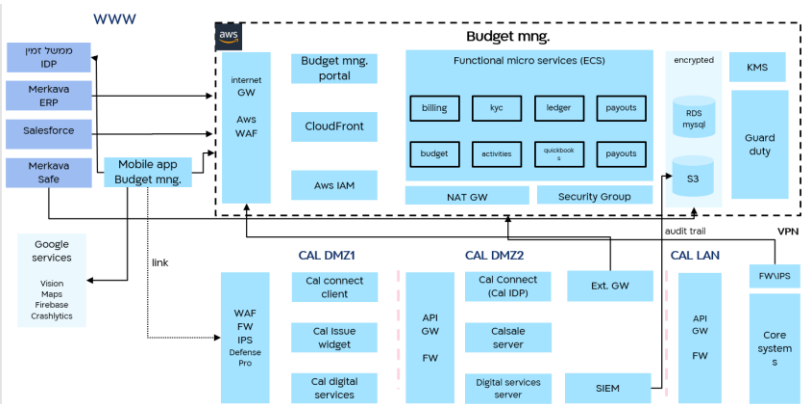 WWW
aws
Budget mng.
ממשל זמין
IDP
Merkava
ERP
Salesforce
Merkava
Safe
Mobile app
Budget mng.
internet
GW
Aws
WAF
Budget mng.
portal
CloudFront
Aws IAM
Functional micro services (ECS)
billing
kyc
ledger
payouts
budget
activities
quickbook
s
payouts
NAT GW
Security Group
encrypted
RDS
mysql
S3
KMS
Guard
duty
audit trail
VPN
Google
services
Vision
Maps
Firebase
Crashlytics
link
CAL DMZ1
CAL DMZ2
CAL LAN
WAF
FW
IPS
Defense
Pro
Cal connect
client
Cal Issue
widget
Cal digital
services
API
GW
FW
Cal Connect
(Cal IDP)
Calsale
server
Digital services
server
Ext. GW
SIEM
API
GW
FW
FW\IPS
Core
system
s